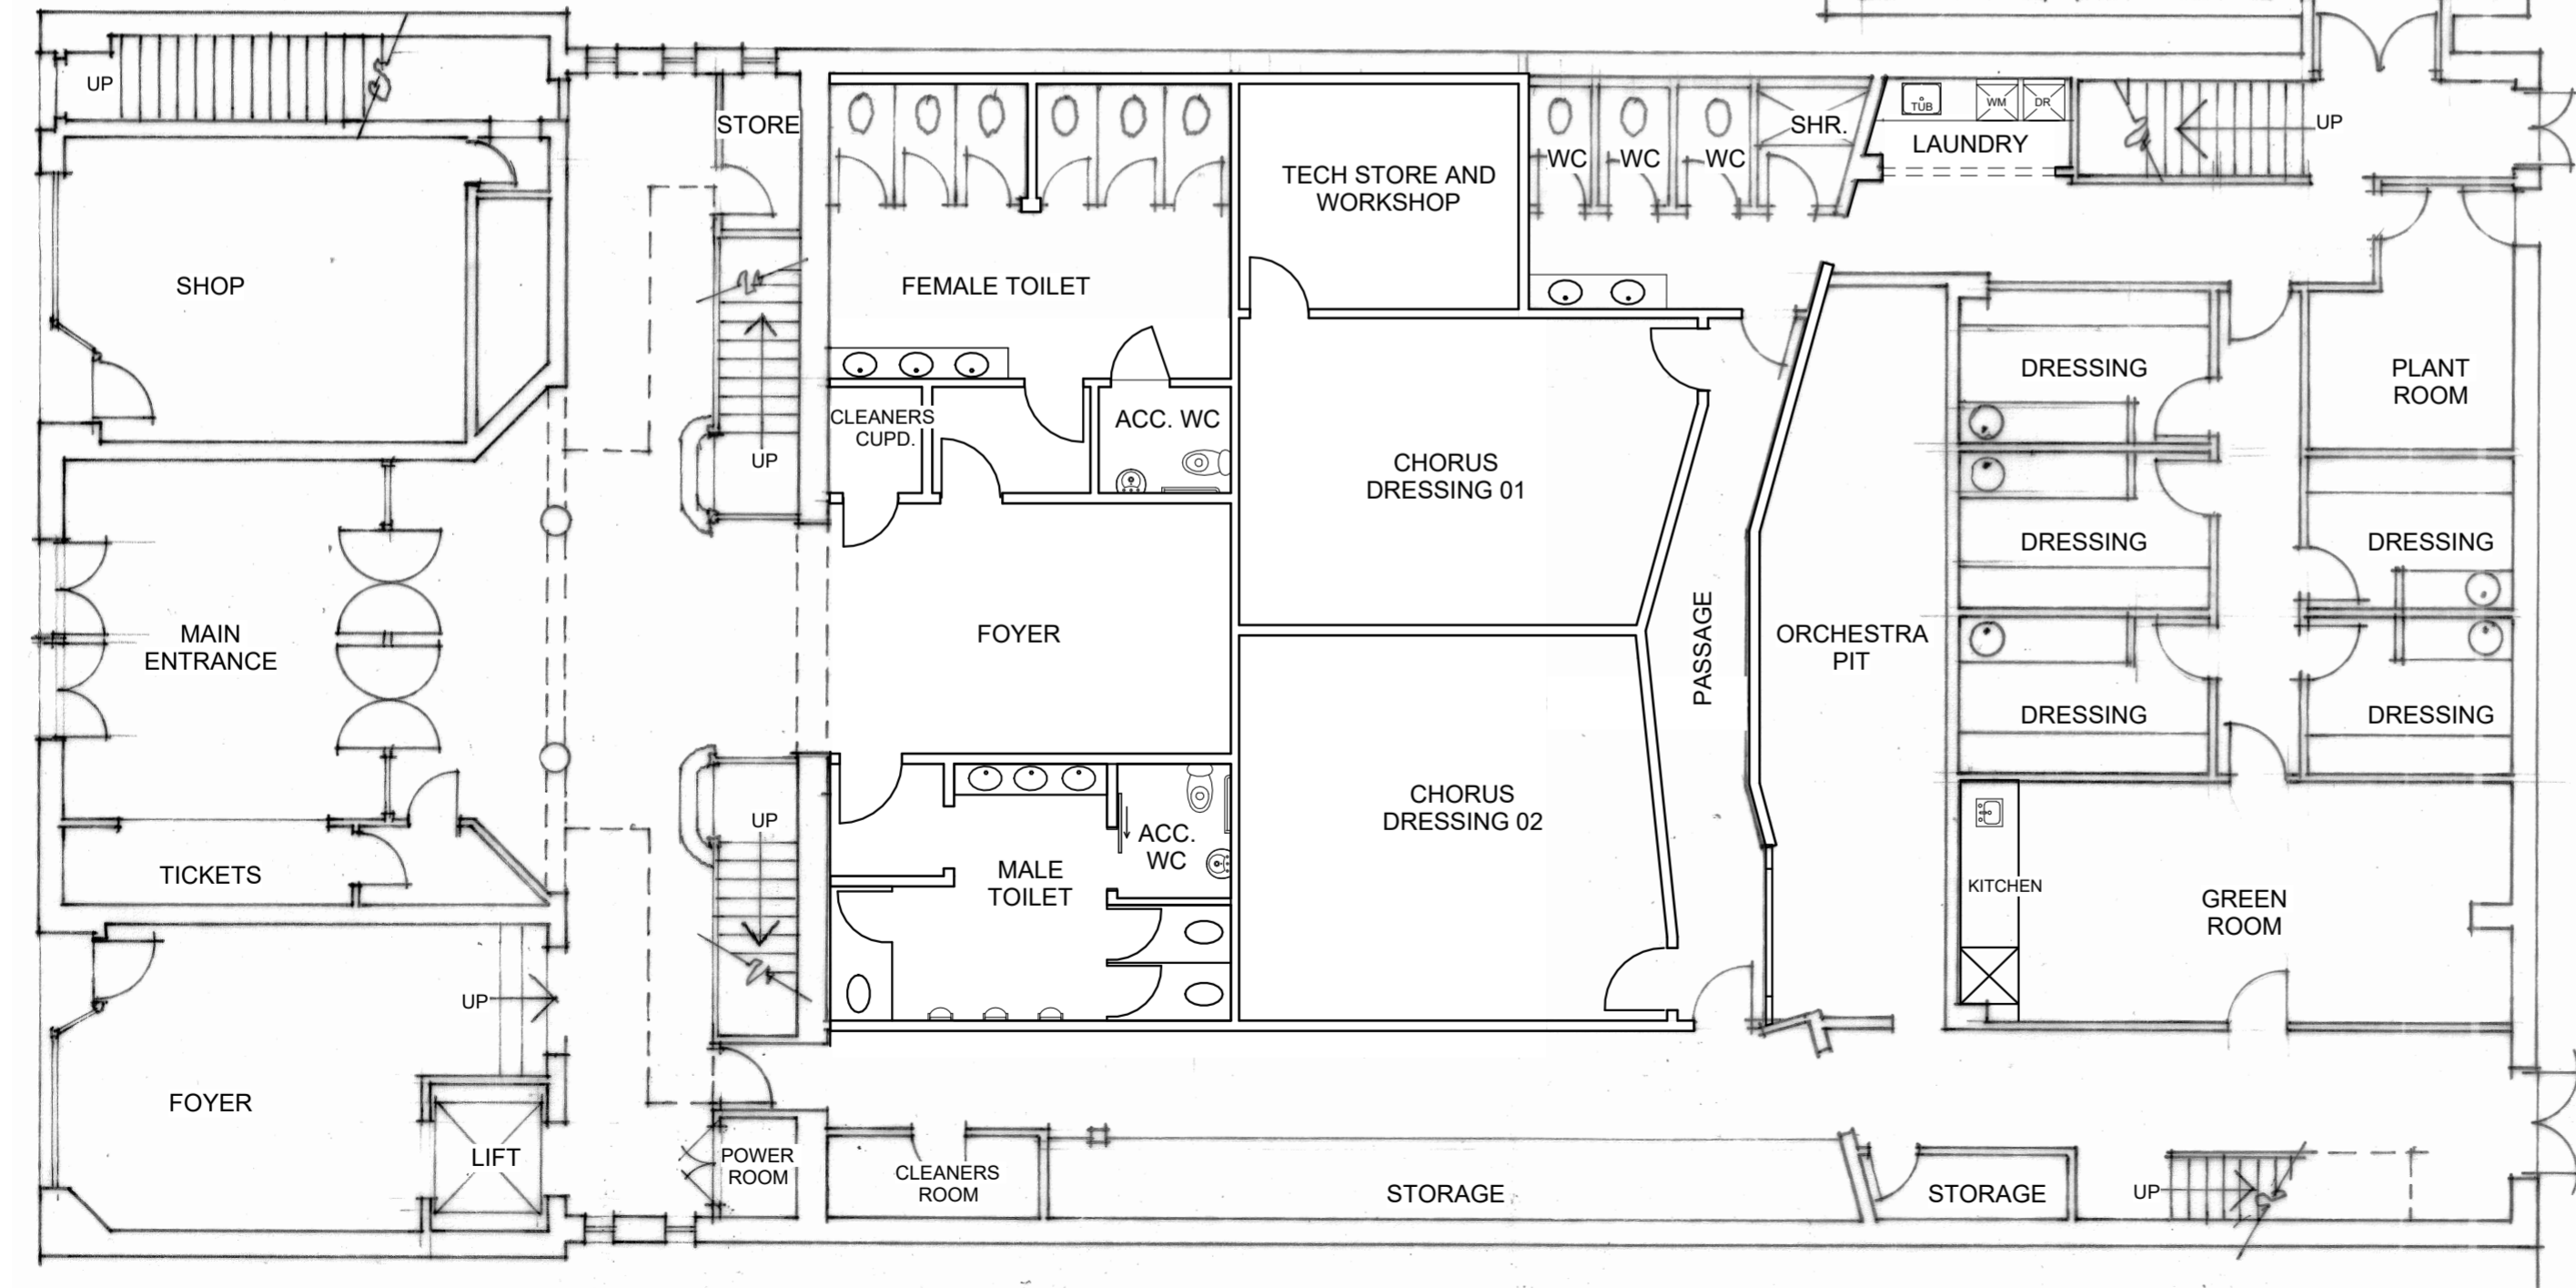 UP
STORE
SHOP
MAIN
ENTRANCE
TICKETS
UP
FOYER
LIFT
UP
UP
POWER
ROOM
FEMALE TOILET
CLEANERS
CUPD.
ACC. WC
FOYER
MALE
TOILET
ACC.
WC
CLEANERS
ROOM
TECH STORE AND
WORKSHOP
CHORUS
DRESSING 01
CHORUS
DRESSING 02
STORAGE
WC
WC
WC
SHR.
PASSAGE
ORCHESTRA
PIT
TUB
WM
DR
LAUNDRY
UP
DRESSING
DRESSING
DRESSING
PLANT
ROOM
DRESSING
DRESSING
KITCHEN
GREEN
ROOM
STORAGE
UP